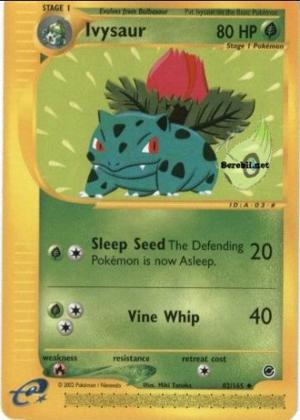 STAGE 1
Evolves from Bulbasaur
Put Ivysaur on the Basic Pokémon
Ivysaur 80 HP
Stage 1 Pokémon
Serebii.net
ID:A-03-#
Sleep Seed The Defending 20
Pokémon is now Asleep.
Vine Whip 40
weakness resistance retreat cost
©2002 Pokémon / Nintendo Illus. Miki Tanaka 82/165
e